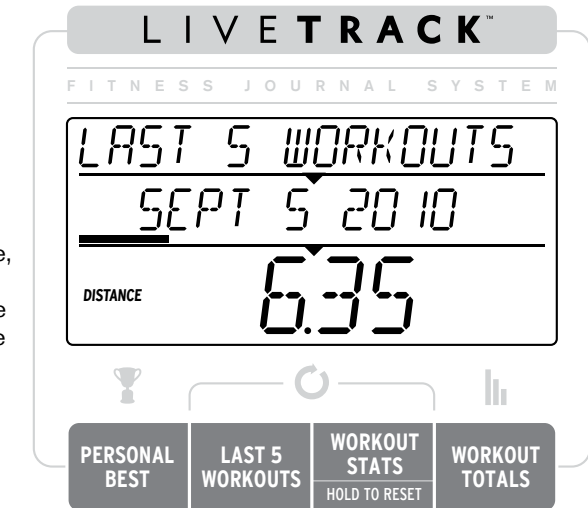 LIVETRACK™
FITNESS JOURNAL SYSTEM
LAST 5 WORKOUTS
SEPT 5 2010
DISTANCE 6.35
e,
e
e
PERSONAL BEST
LAST 5 WORKOUTS
WORKOUT STATS
HOLD TO RESET
WORKOUT TOTALS